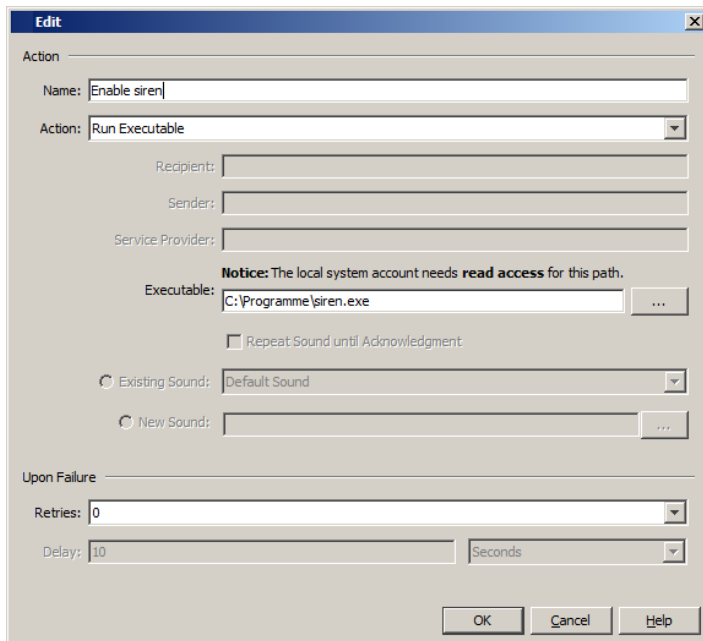 Edit
Action
Name: Enable siren
Action: Run Executable
Recipient:
Sender:
Service Provider:
Notice: The local system account needs read access for this path.
Executable: C:\Programme\siren.exe ...
Repeat Sound until Acknowledgment
Existing Sound: Default Sound
New Sound: ...
Upon Failure
Retries: 0
Delay: 10 Seconds
OK Cancel Help